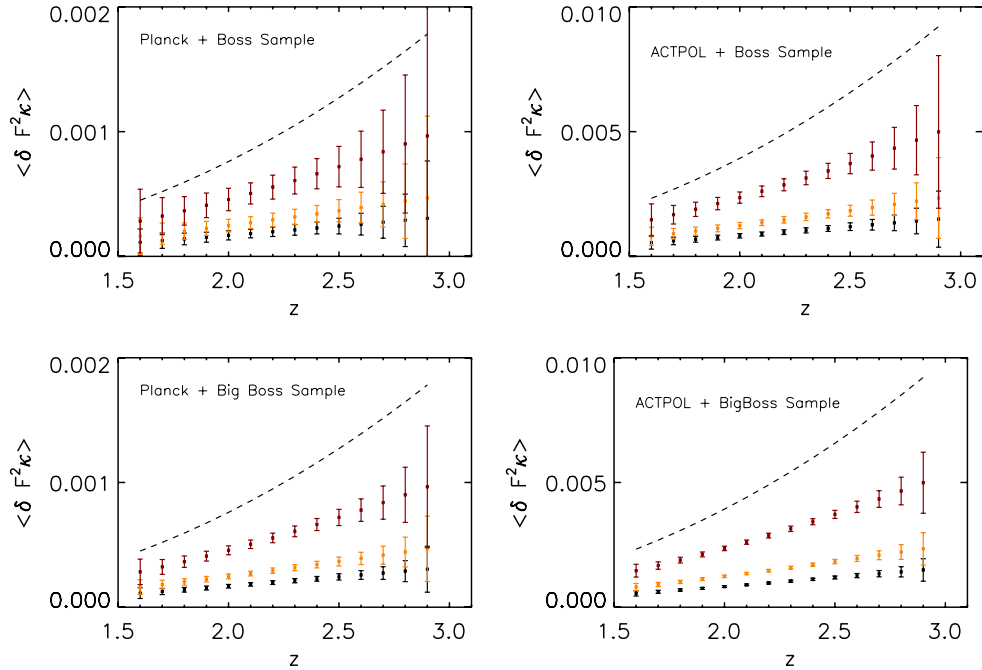 0.002
Planck + Boss Sample
0.001
0.000
<δ F²κ>
1.5 2.0 2.5 3.0
z
0.010
ACTPOL + Boss Sample
0.005
0.000
<δ F²κ>
1.5 2.0 2.5 3.0
z
0.002
Planck + Big Boss Sample
0.001
0.000
<δ F²κ>
1.5 2.0 2.5 3.0
z
0.010
ACTPOL + BigBoss Sample
0.005
0.000
<δ F²κ>
1.5 2.0 2.5 3.0
z